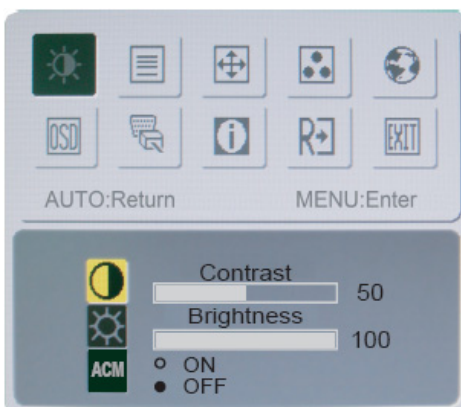 OSD
i
R
EXIT
AUTO:Return MENU:Enter
Contrast
50
Brightness
100
ACM
ON
OFF